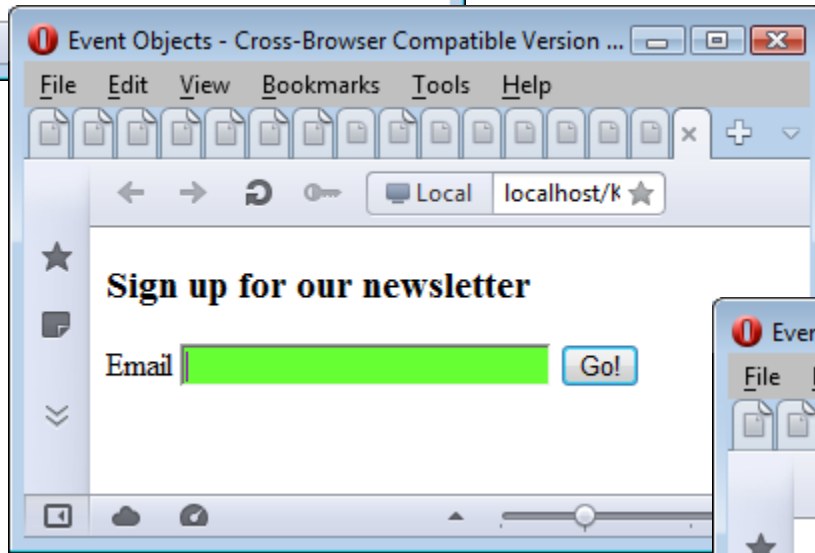 Event Objects - Cross-Browser Compatible Version ...
File Edit View Bookmarks Tools Help
Local localhost/K
Sign up for our newsletter
Email Go!
File